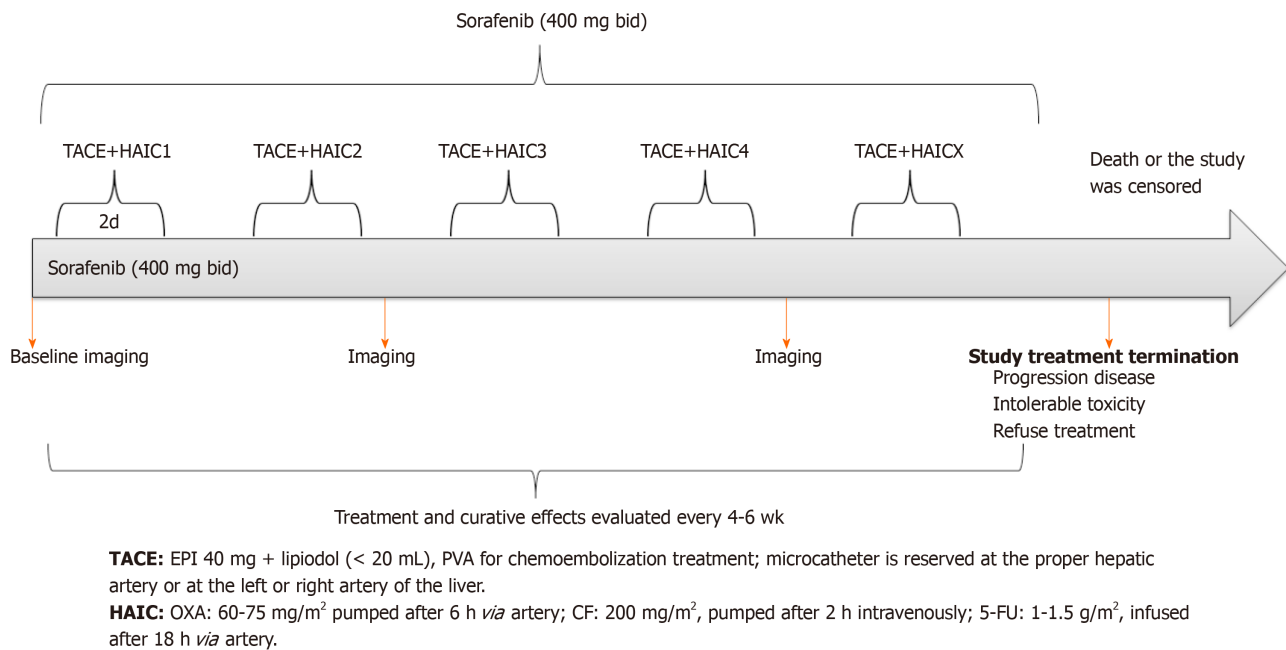 Sorafenib (400 mg bid)
TACE+HAIC1
TACE+HAIC2
TACE+HAIC3
TACE+HAIC4
TACE+HAICX
Death or the study
was censored
2d
Sorafenib (400 mg bid)
Baseline imaging
Imaging
Imaging
Study treatment termination
Progression disease
Intolerable toxicity
Refuse treatment
Treatment and curative effects evaluated every 4-6 wk
TACE: EPI 40 mg + lipiodol (< 20 mL), PVA for chemoembolization treatment; microcatheter is reserved at the proper hepatic
artery or at the left or right artery of the liver.
HAIC: OXA: 60-75 mg/m² pumped after 6 h via artery; CF: 200 mg/m², pumped after 2 h intravenously; 5-FU: 1-1.5 g/m², infused
after 18 h via artery.